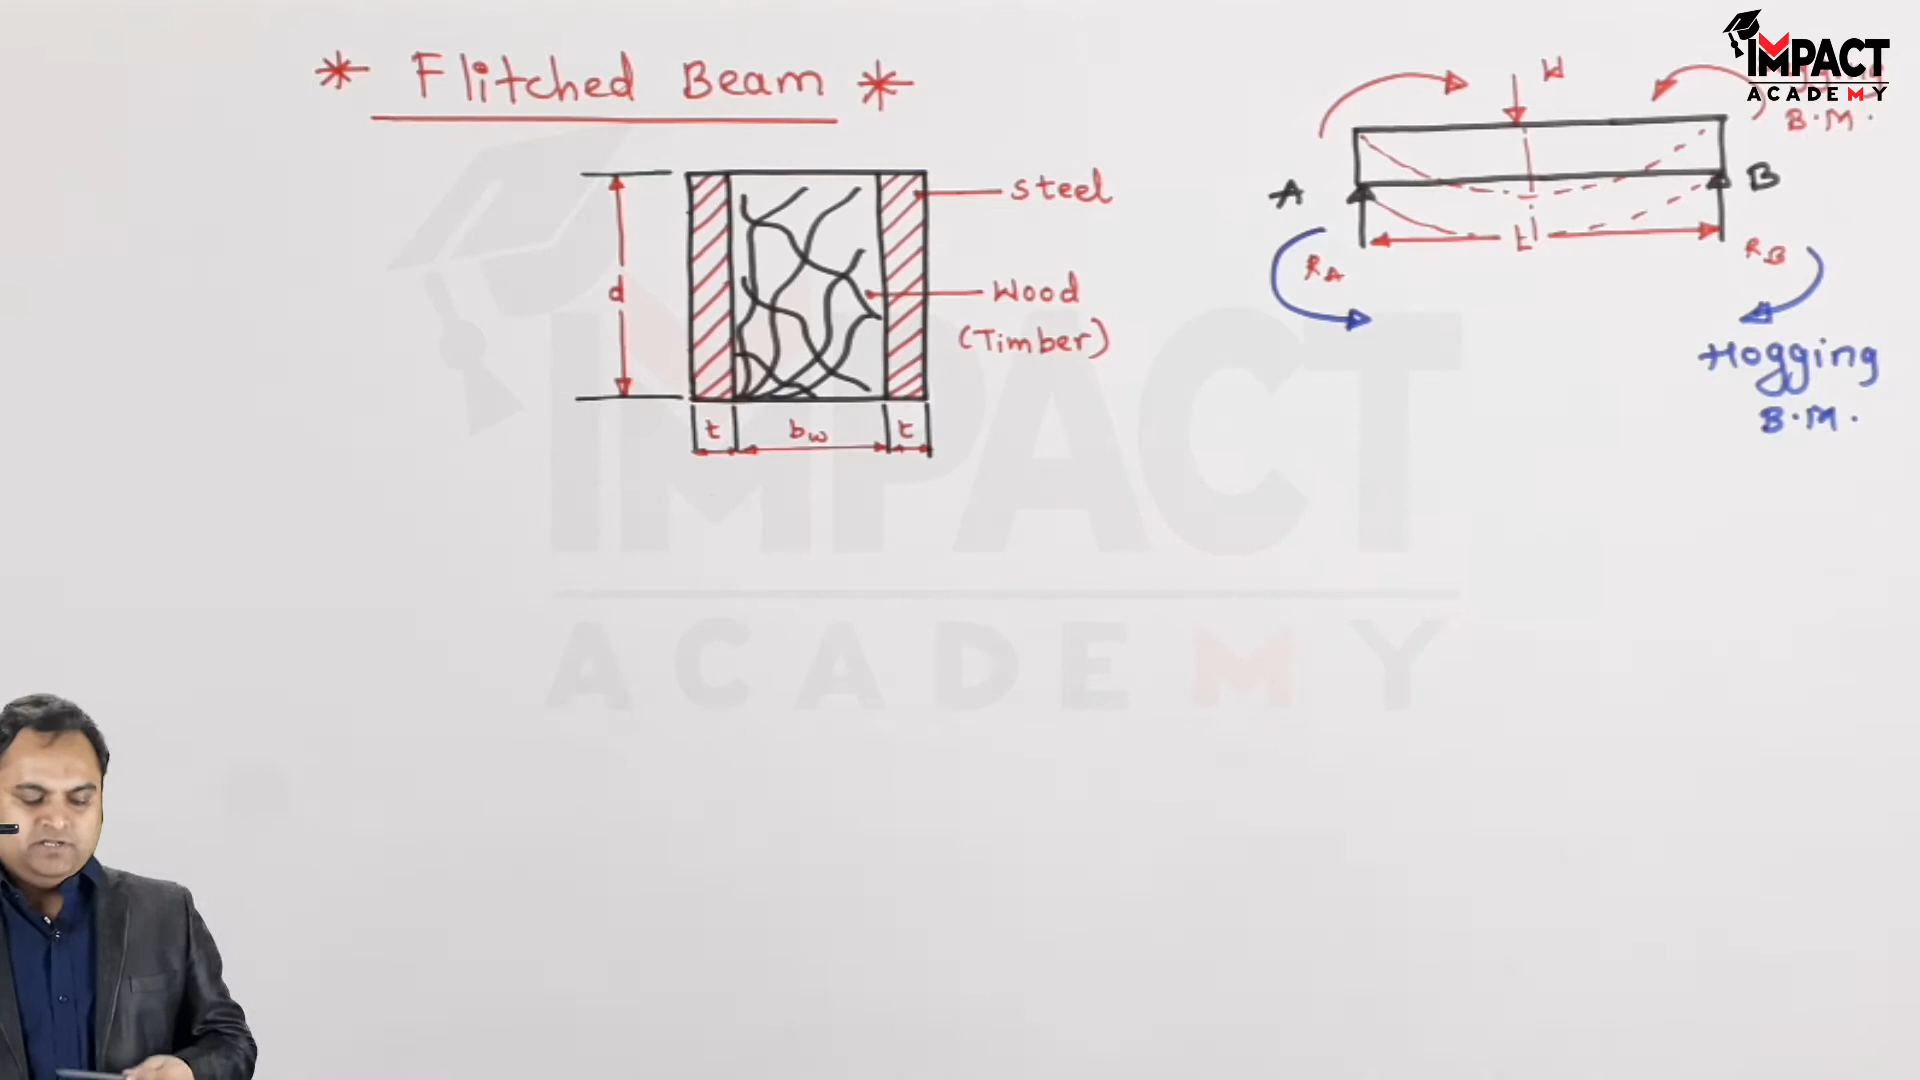 * Flitched Beam *
steel
d
Wood
(Timber)
t
bw
t
W
B.M.
A
B
RA
L
RB
Hogging
B.M.
IMPACT
ACADEMY
IMPACT
ACADEMY